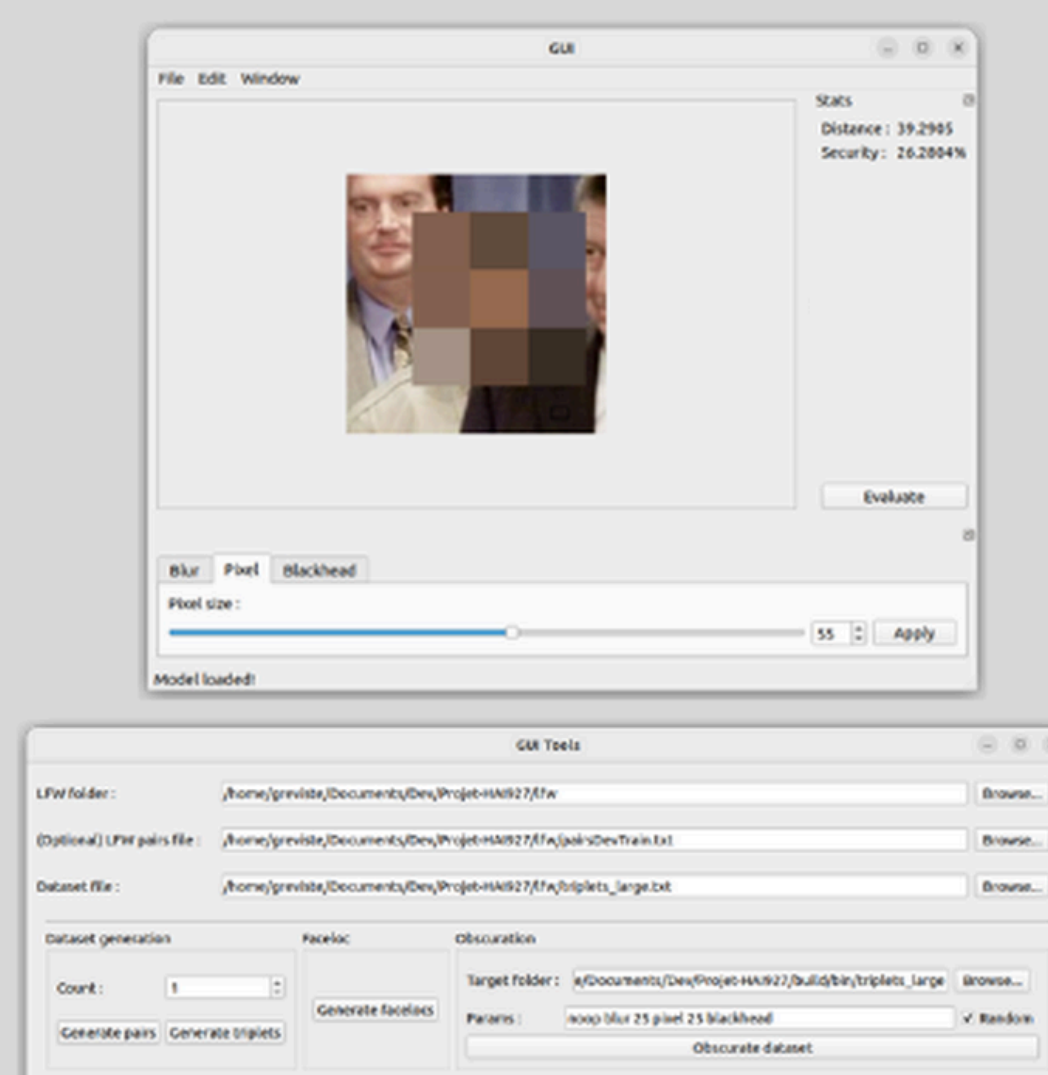 GUI
File Edit Window
Stats
Distance : 39.2905
Security : 26.2804%
Evaluate
Blur Pixel Blackhead
Pixel size :
55 Apply
Model loaded!
GUI Tools
LFW folder : /home/greviste/Documents/Dev/Projet-HAI927/lfw Browse...
(Optional) LFW pairs file : /home/greviste/Documents/Dev/Projet-HAI927/lfw/pairsDevTrain.txt Browse...
Dataset file : /home/greviste/Documents/Dev/Projet-HAI927/lfw/triplets_large.txt Browse...
Dataset generation Faceloc Obscuration
Count : 1
Generate pairs Generate triplets
Generate facelocs
Target folder : e/Documents/Dev/Projet-HAI927/build/bin/triplets_large Browse...
Params : noop blur 25 pixel 25 blackhead Random
Obscurate dataset